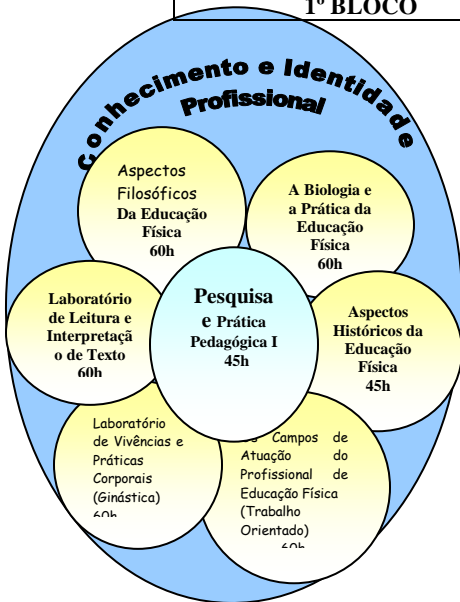 1º BLOCO
Conhecimento e Identidade
Profissional
Aspectos
Filosóficos
Da Educação
Física
60h
A Biologia e
a Prática da
Educação
Física
60h
Laboratório
de Leitura e
Interpretaçã
o de Texto
60h
Pesquisa
e Prática
Pedagógica I
45h
Aspectos
Históricos da
Educação
Física
45h
Laboratório
de Vivências e
Práticas
Corporais
(Ginástica)
60h
Campos de
Atuação do
Profissional de
Educação Física
(Trabalho
Orientado)
60h